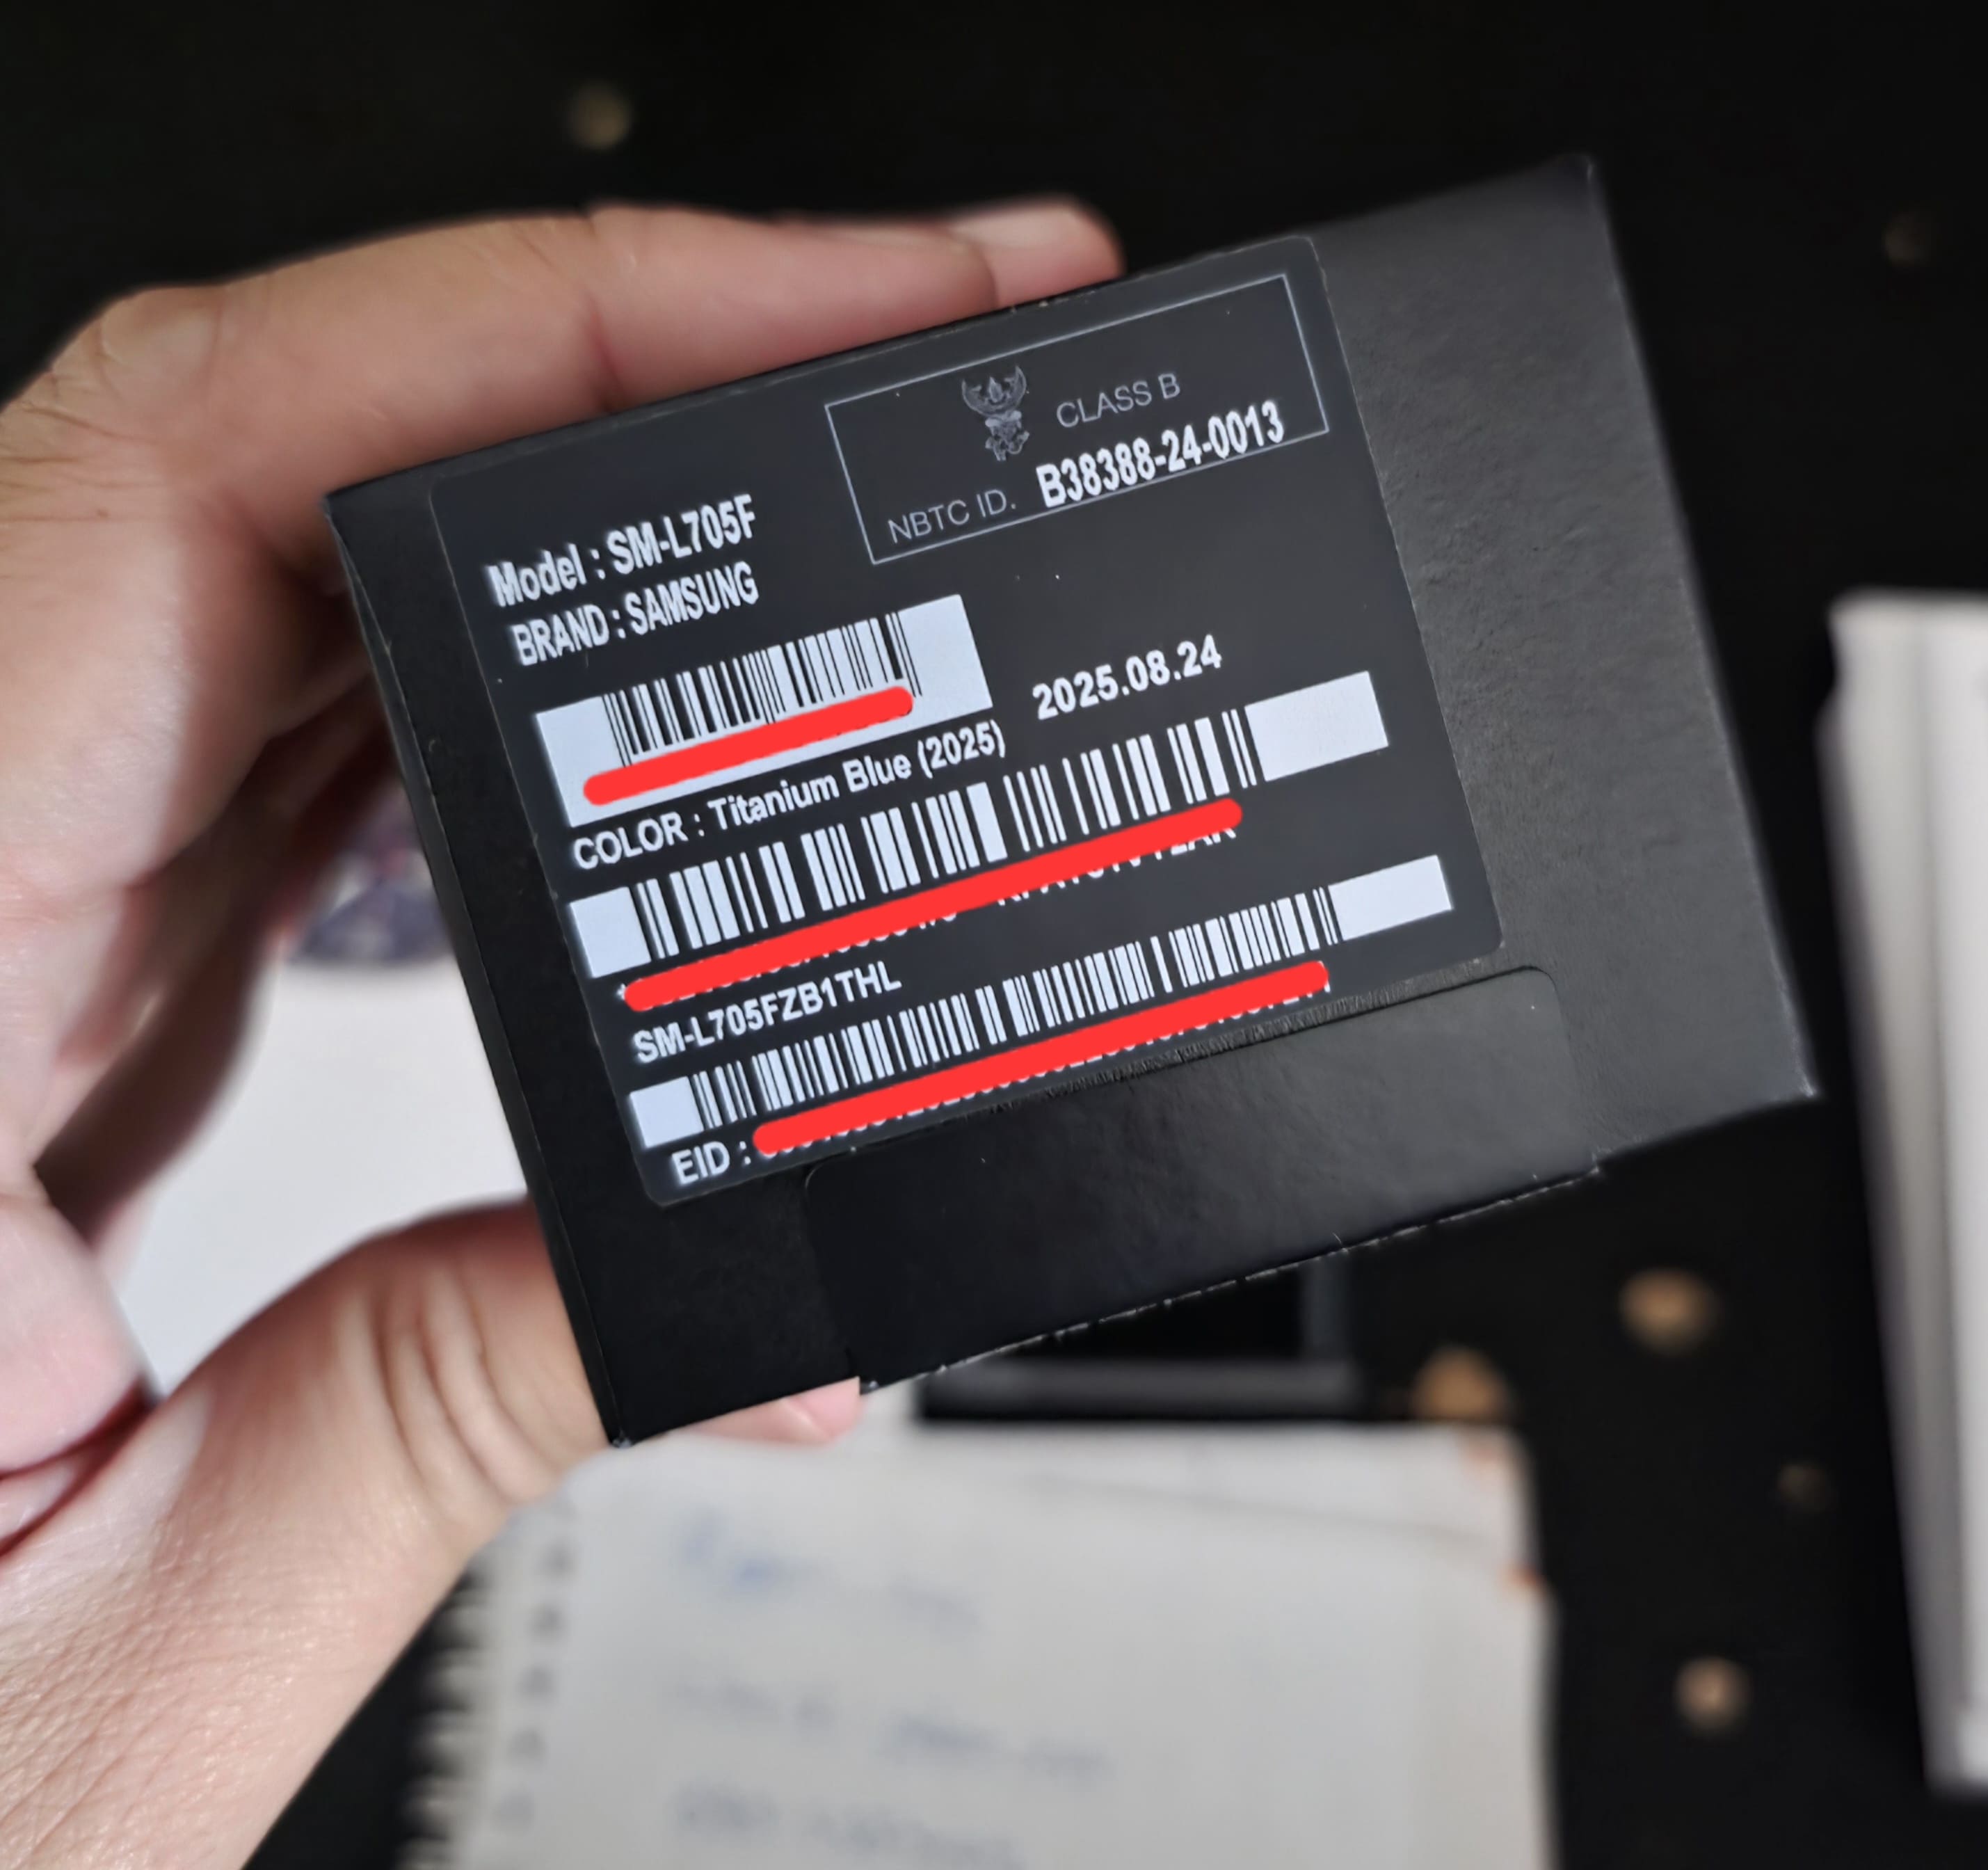 CLASS B
NBTC ID. B38388-24-0013
Model : SM-L705F
BRAND : SAMSUNG
2025.08.24
COLOR : Titanium Blue (2025)
SM-L705FZB1THL
EID :